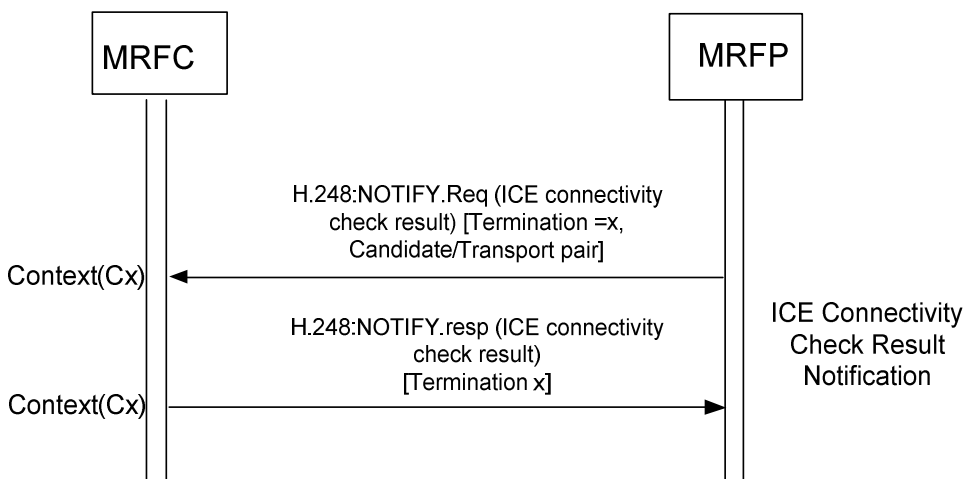 MRFC
MRFP
H.248:NOTIFY.Req (ICE connectivity
check result) [Termination =x,
Candidate/Transport pair]
Context(Cx)
H.248:NOTIFY.resp (ICE connectivity
check result)
[Termination x]
Context(Cx)
ICE Connectivity
Check Result
Notification